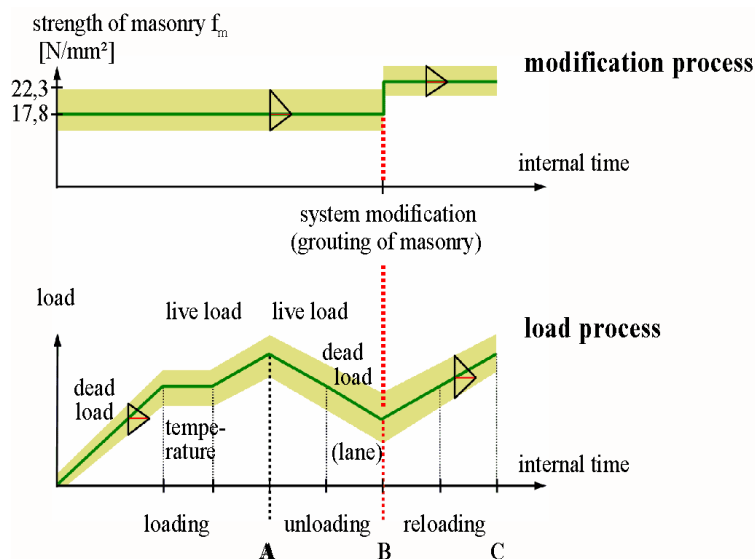 strength of masonry fm
[N/mm²]
modification process
22,3
17,8
internal time
system modification
(grouting of masonry)
load
live load
live load
load process
dead
load
dead
load
tempe-
rature
(lane)
internal time
loading
unloading
reloading
A
B
C